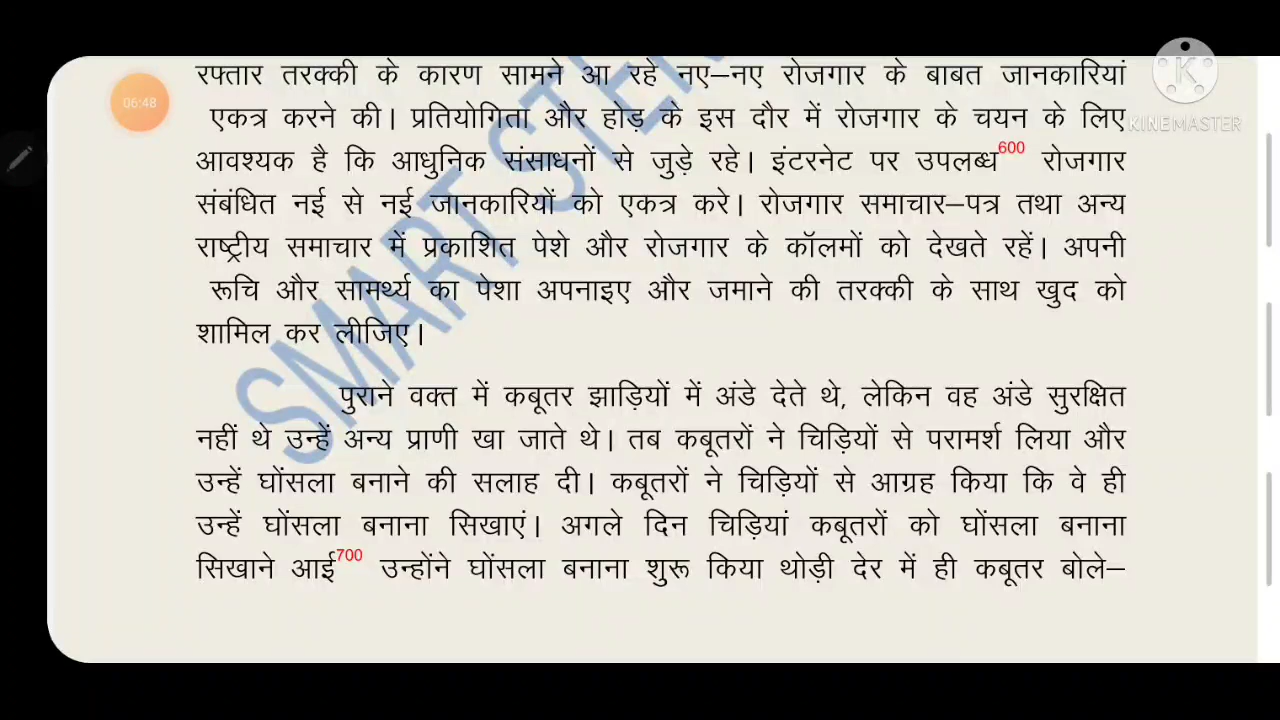 06:48
KINEMASTER
रफ्तार तरक्की के कारण सामने आ रहे नए–नए रोजगार के बाबत जानकारियां
एकत्र करने की। प्रतियोगिता और होड़ के इस दौर में रोजगार के चयन के लिए
आवश्यक है कि आधुनिक संसाधनों से जुड़े रहे। इंटरनेट पर उपलब्ध600 रोजगार
संबंधित नई से नई जानकारियों को एकत्र करे। रोजगार समाचार–पत्र तथा अन्य
राष्ट्रीय समाचार में प्रकाशित पेशे और रोजगार के कॉलमों को देखते रहें। अपनी
रूचि और सामर्थ्य का पेशा अपनाइए और जमाने की तरक्की के साथ खुद को
शामिल कर लीजिए।
पुराने वक्त में कबूतर झाड़ियों में अंडे देते थे, लेकिन वह अंडे सुरक्षित
नहीं थे उन्हें अन्य प्राणी खा जाते थे। तब कबूतरों ने चिड़ियों से परामर्श लिया और
उन्हें घोंसला बनाने की सलाह दी। कबूतरों ने चिड़ियों से आग्रह किया कि वे ही
उन्हें घोंसला बनाना सिखाएं। अगले दिन चिड़ियां कबूतरों को घोंसला बनाना
सिखाने आई700 उन्होंने घोंसला बनाना शुरू किया थोड़ी देर में ही कबूतर बोले–
SMART STE